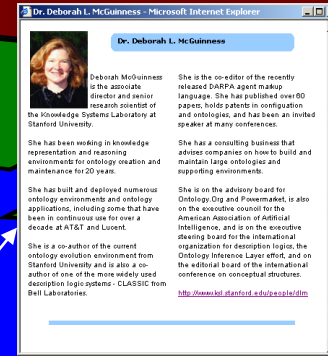 Dr. Deborah L. McGuinness - Microsoft Internet Explorer
Dr. Deborah L. McGuinness
Deborah McGuinness
is the associate
director and senior
research scientist of
the Knowledge Systems Laboratory at
Stanford University.
She has been working in knowledge
representation and reasoning
environments for ontology creation and
maintenance for 20 years.
She has built and deployed numerous
ontology environments and ontology
applications, including some that have
been in continuous use for over a
decade at AT&T and Lucent.
She is a co-author of the current
ontology evolution environment from
Stanford University and is also a co-
author of one of the more widely used
description logic systems - CLASSIC from
Bell Laboratories.
She is the co-editor of the recently
released DARPA agent markup
language. She has published over 60
papers, holds patents in configuation
and ontologies, and has been an invited
speaker at many conferences.
She has a consulting business that
advises companies on how to build and
maintain large ontologies and
supporting environments.
She is on the advisory board for
Ontology.Org and Powermarket, is also
on the executive council for the
American Association of Artificial
Intelligence, and is on the executive
steering board for the international
organization for description logics, the
Ontology Inference Layer effort, and on
the editorial board of the international
conference on conceptual structures.
http://www.ksl.stanford.edu/people/dlm